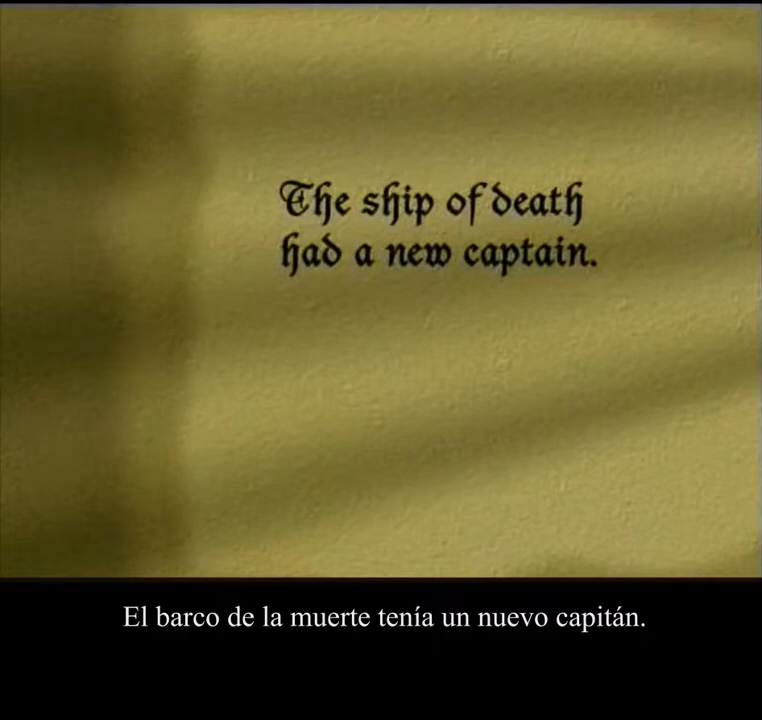 The ship of death
had a new captain.
El barco de la muerte tenía un nuevo capitán.